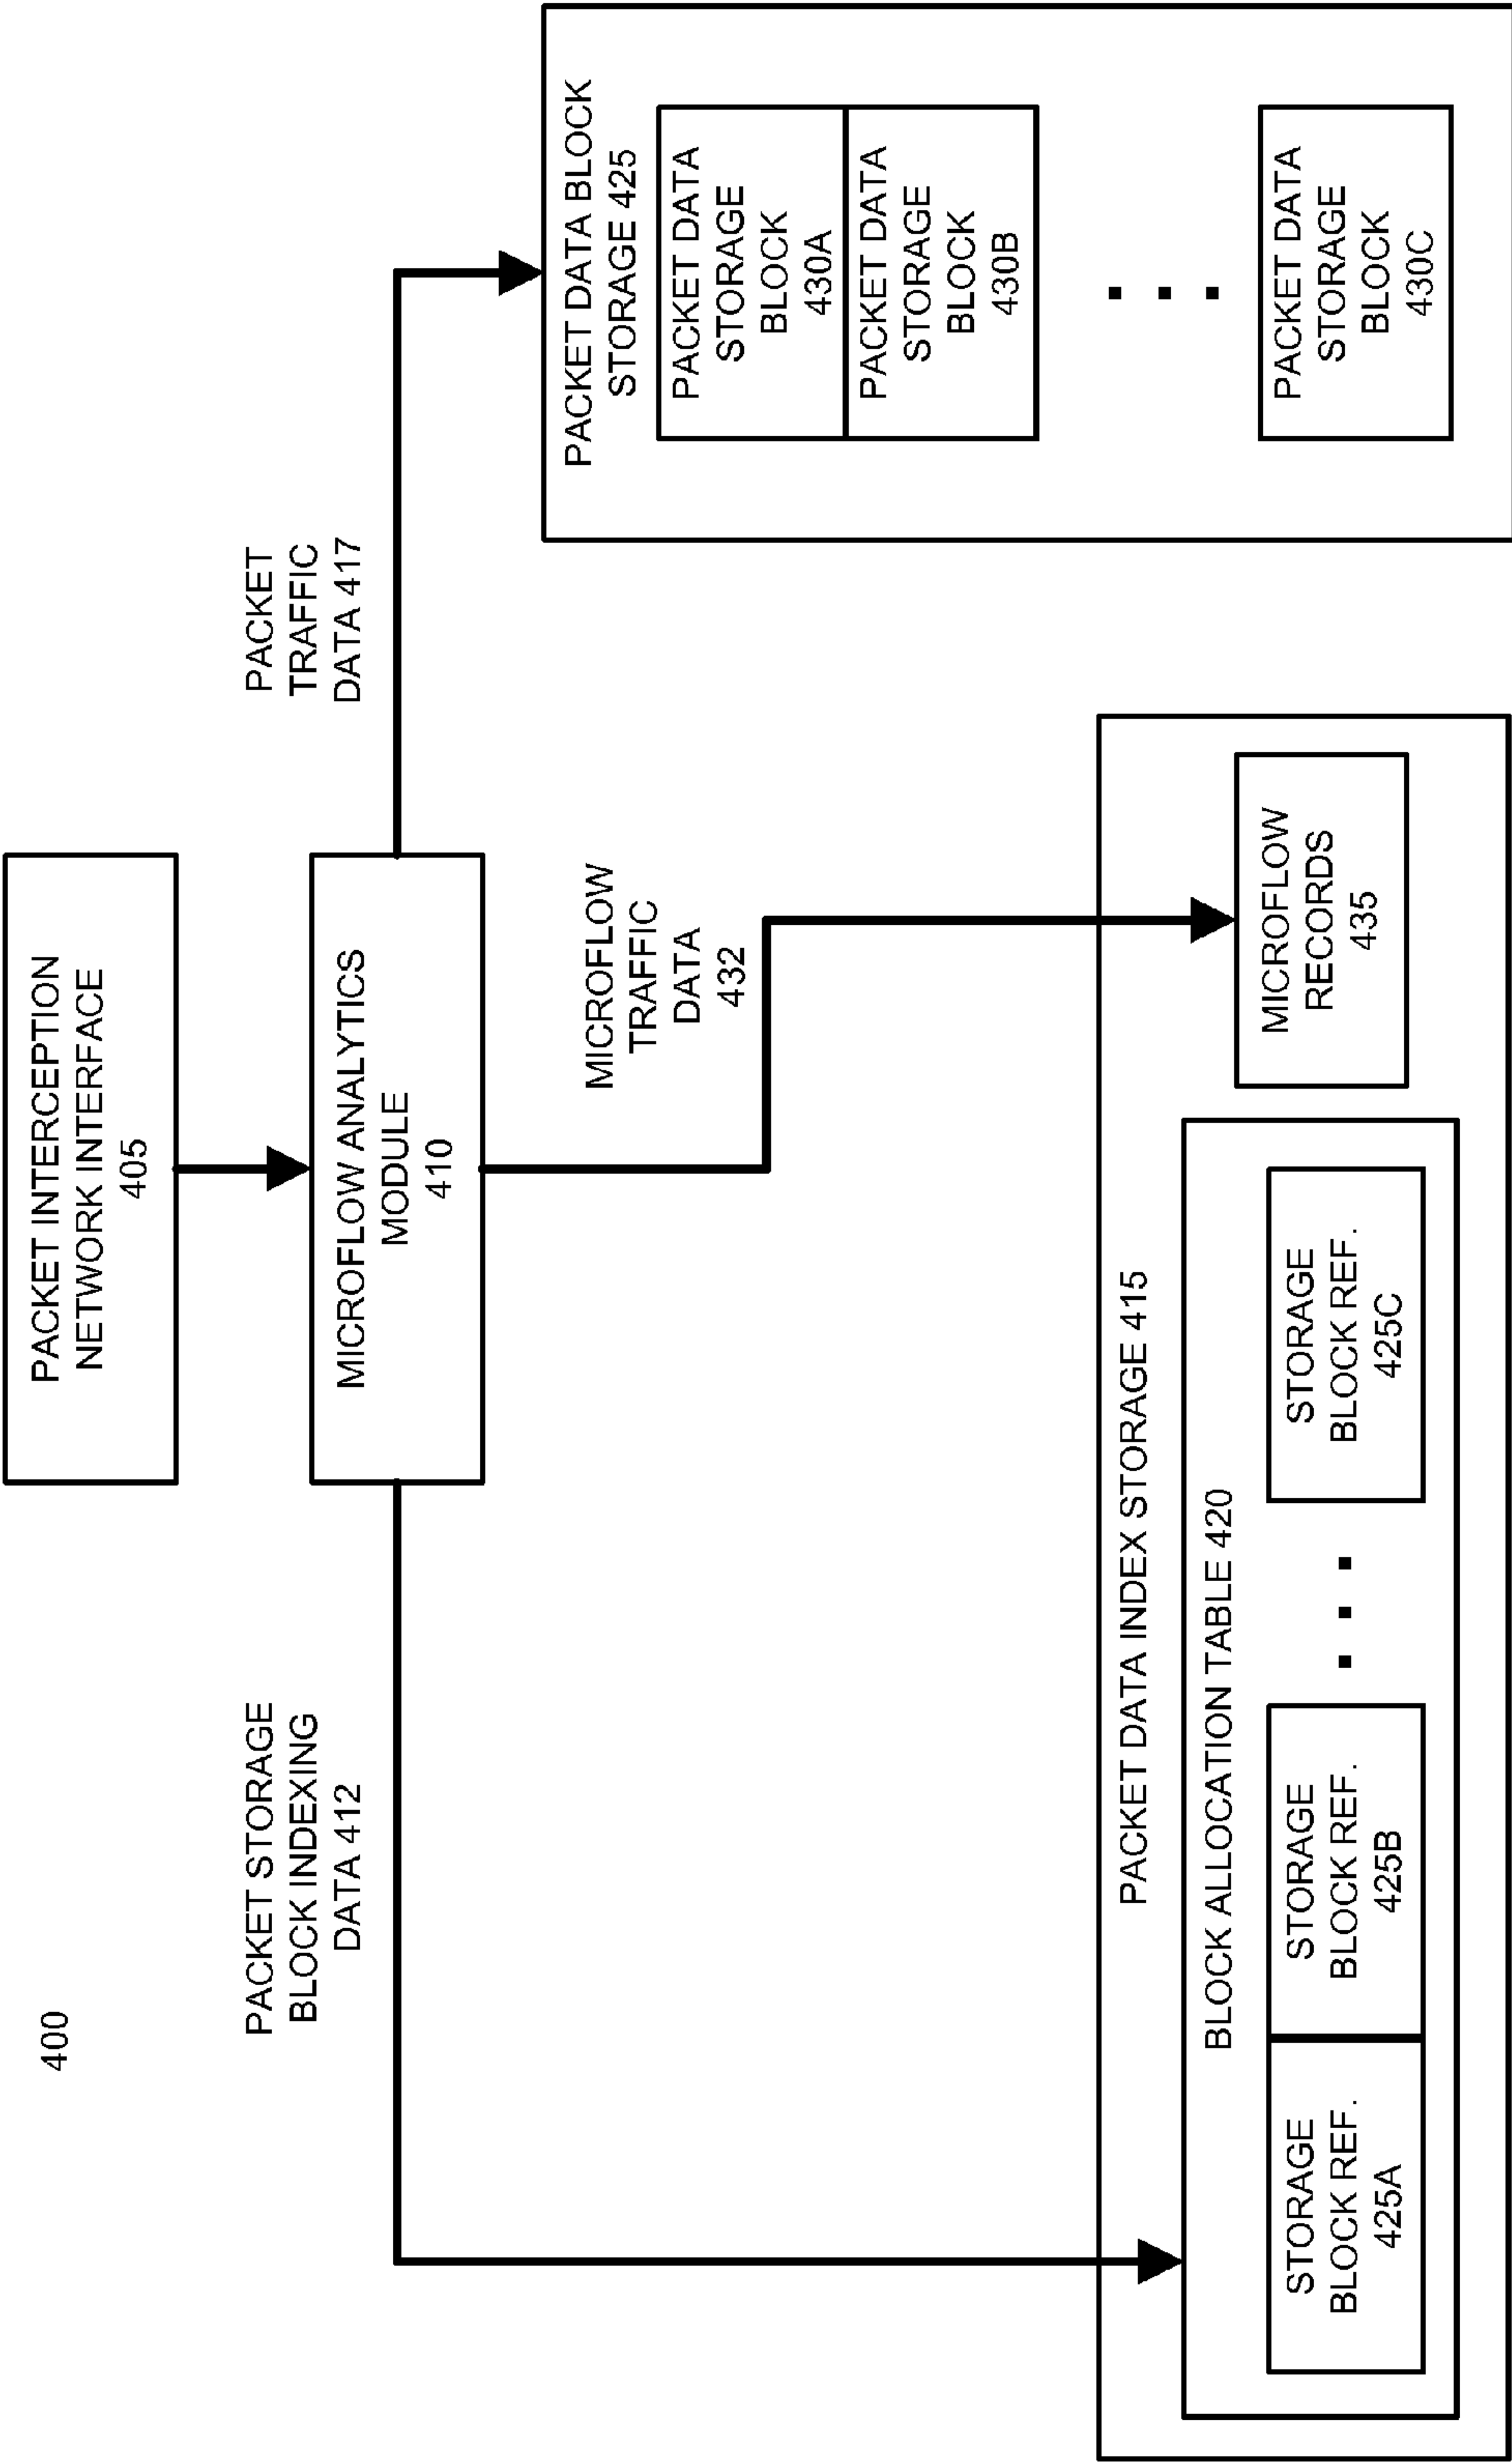 400
PACKET INTERCEPTION
NETWORK INTERFACE
405
MICROFLOW ANALYTICS
MODULE
410
PACKET STORAGE
BLOCK INDEXING
DATA 412
PACKET
TRAFFIC
DATA 417
MICROFLOW
TRAFFIC
DATA
432
PACKET DATA INDEX STORAGE 415
BLOCK ALLOCATION TABLE 420
STORAGE
BLOCK REF.
425A
STORAGE
BLOCK REF.
425B
STORAGE
BLOCK REF.
425C
MICROFLOW
RECORDS
435
PACKET DATA BLOCK
STORAGE 425
PACKET DATA
STORAGE
BLOCK
430A
PACKET DATA
STORAGE
BLOCK
430B
PACKET DATA
STORAGE
BLOCK
430C